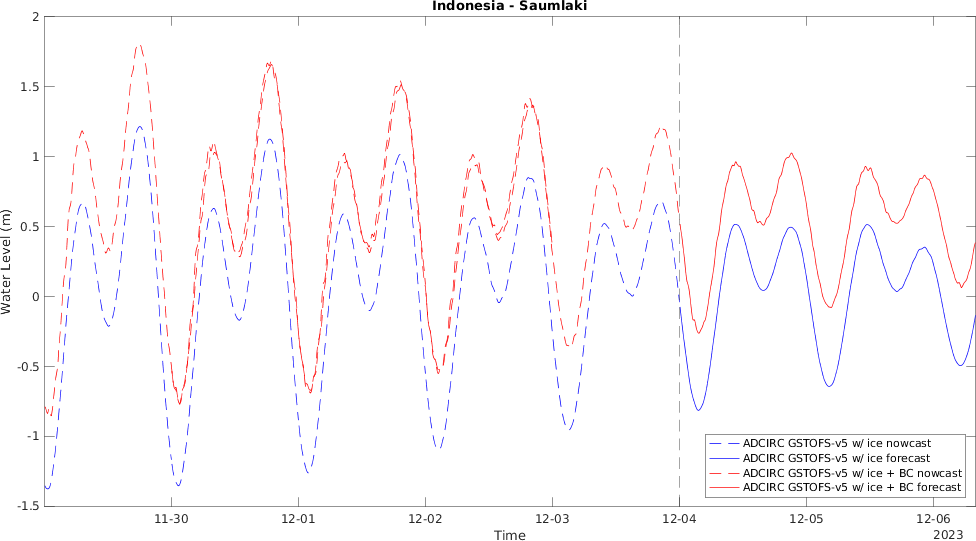 Indonesia - Saumlaki
Water Level (m)
2
1.5
1
0.5
0
-0.5
-1
-1.5
ADCIRC GSTOFS-v5 w/ ice nowcast
ADCIRC GSTOFS-v5 w/ ice forecast
ADCIRC GSTOFS-v5 w/ ice + BC nowcast
ADCIRC GSTOFS-v5 w/ ice + BC forecast
11-30 12-01 12-02 12-03 12-04 12-05 12-06
Time
2023